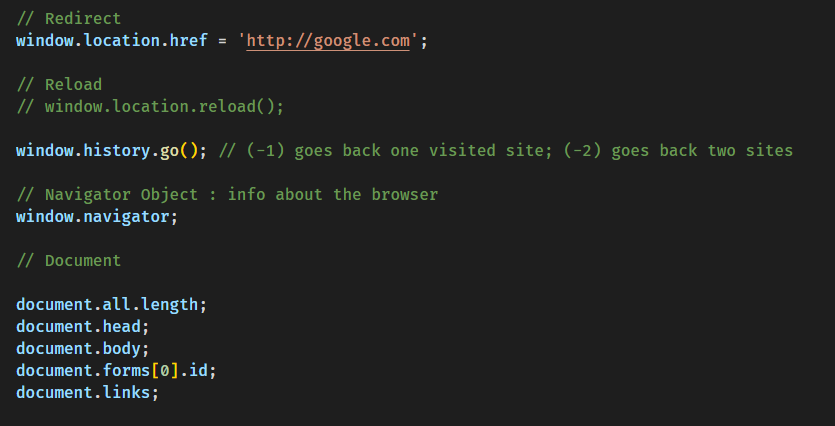 // Redirect
window.location.href = 'http://google.com';
// Reload
// window.location.reload();
window.history.go(); // (-1) goes back one visited site; (-2) goes back two sites
// Navigator Object : info about the browser
window.navigator;
// Document
document.all.length;
document.head;
document.body;
document.forms[0].id;
document.links;